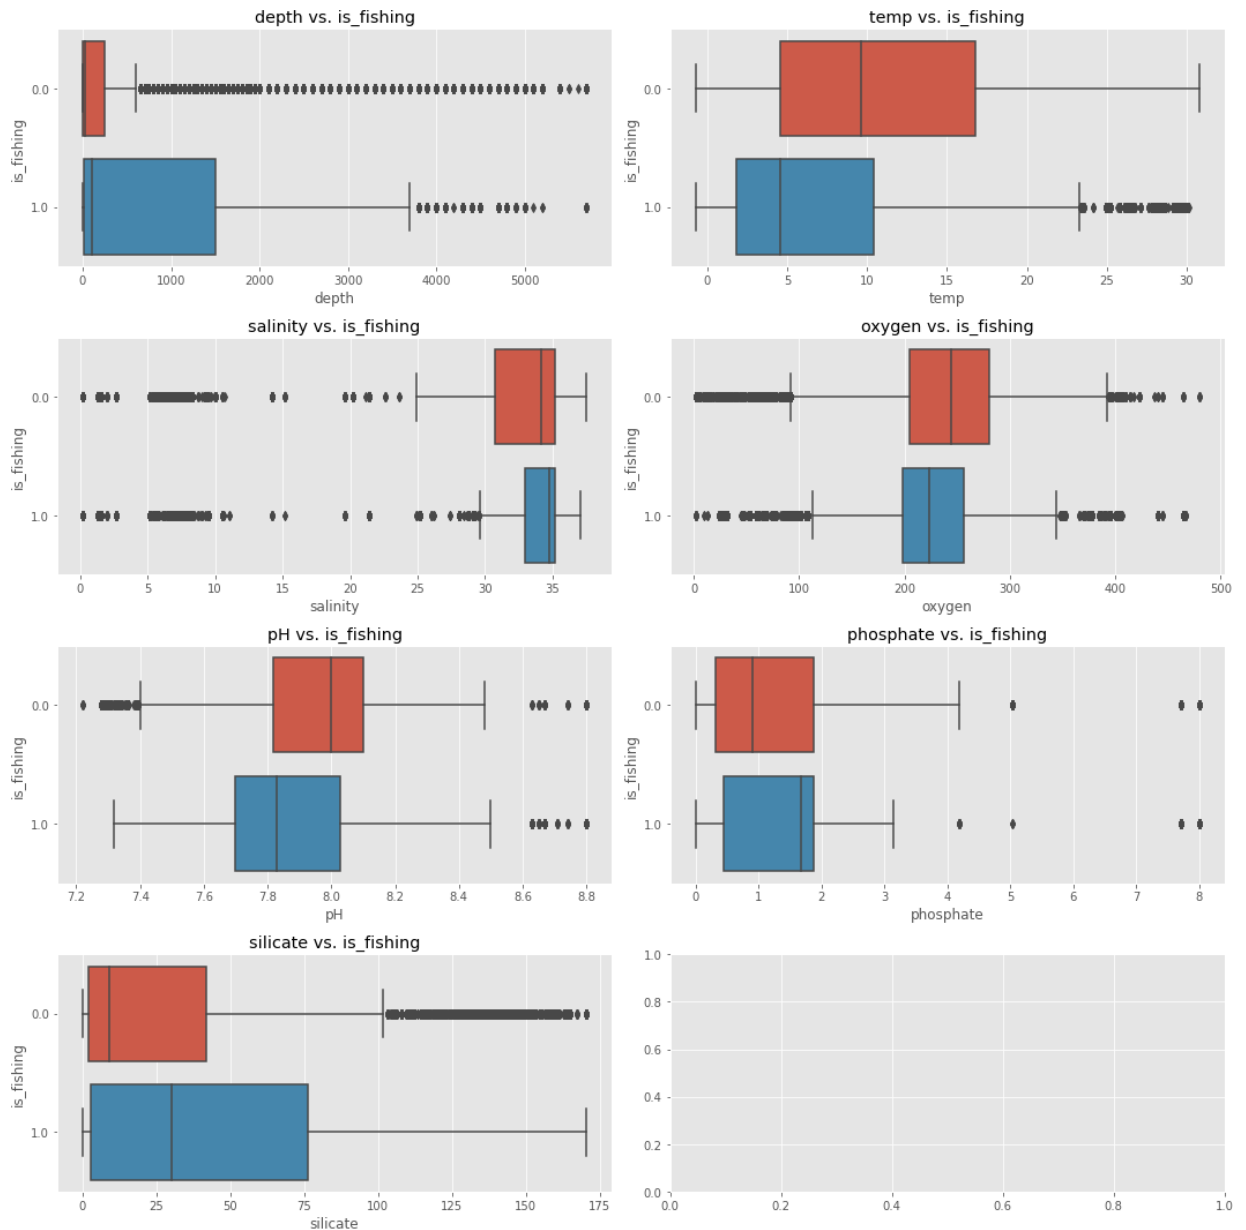 depth vs. is_fishing
is_fishing
0.0
1.0
0 1000 2000 3000 4000 5000
depth
temp vs. is_fishing
is_fishing
0.0
1.0
0 5 10 15 20 25 30
temp
salinity vs. is_fishing
is_fishing
0.0
1.0
0 5 10 15 20 25 30 35
salinity
oxygen vs. is_fishing
is_fishing
0.0
1.0
0 100 200 300 400 500
oxygen
pH vs. is_fishing
is_fishing
0.0
1.0
7.2 7.4 7.6 7.8 8.0 8.2 8.4 8.6 8.8
pH
phosphate vs. is_fishing
is_fishing
0.0
1.0
0 1 2 3 4 5 6 7 8
phosphate
silicate vs. is_fishing
is_fishing
0.0
1.0
0 25 50 75 100 125 150 175
silicate
1.0
0.8
0.6
0.4
0.2
0.0
0.0 0.2 0.4 0.6 0.8 1.0